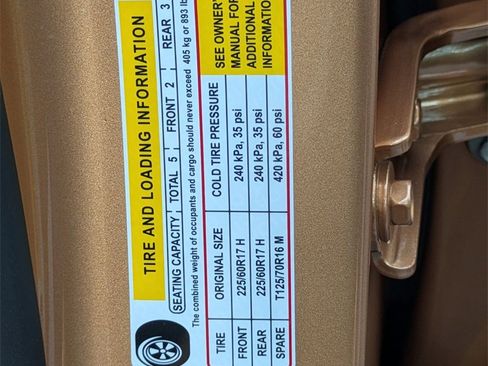 TIRE AND LOADING INFORMATION
SEATING CAPACITY TOTAL 5 FRONT 2 REAR 3
The combined weight of occupants and cargo should never exceed 405 kg or 893 lb
TIRE ORIGINAL SIZE COLD TIRE PRESSURE
FRONT 225/60R17 H 240 kPa, 35 psi
REAR 225/60R17 H 240 kPa, 35 psi
SPARE T125/70R16 M 420 kPa, 60 psi
SEE OWNER'
MANUAL FOR
ADDITIONAL
INFORMATION